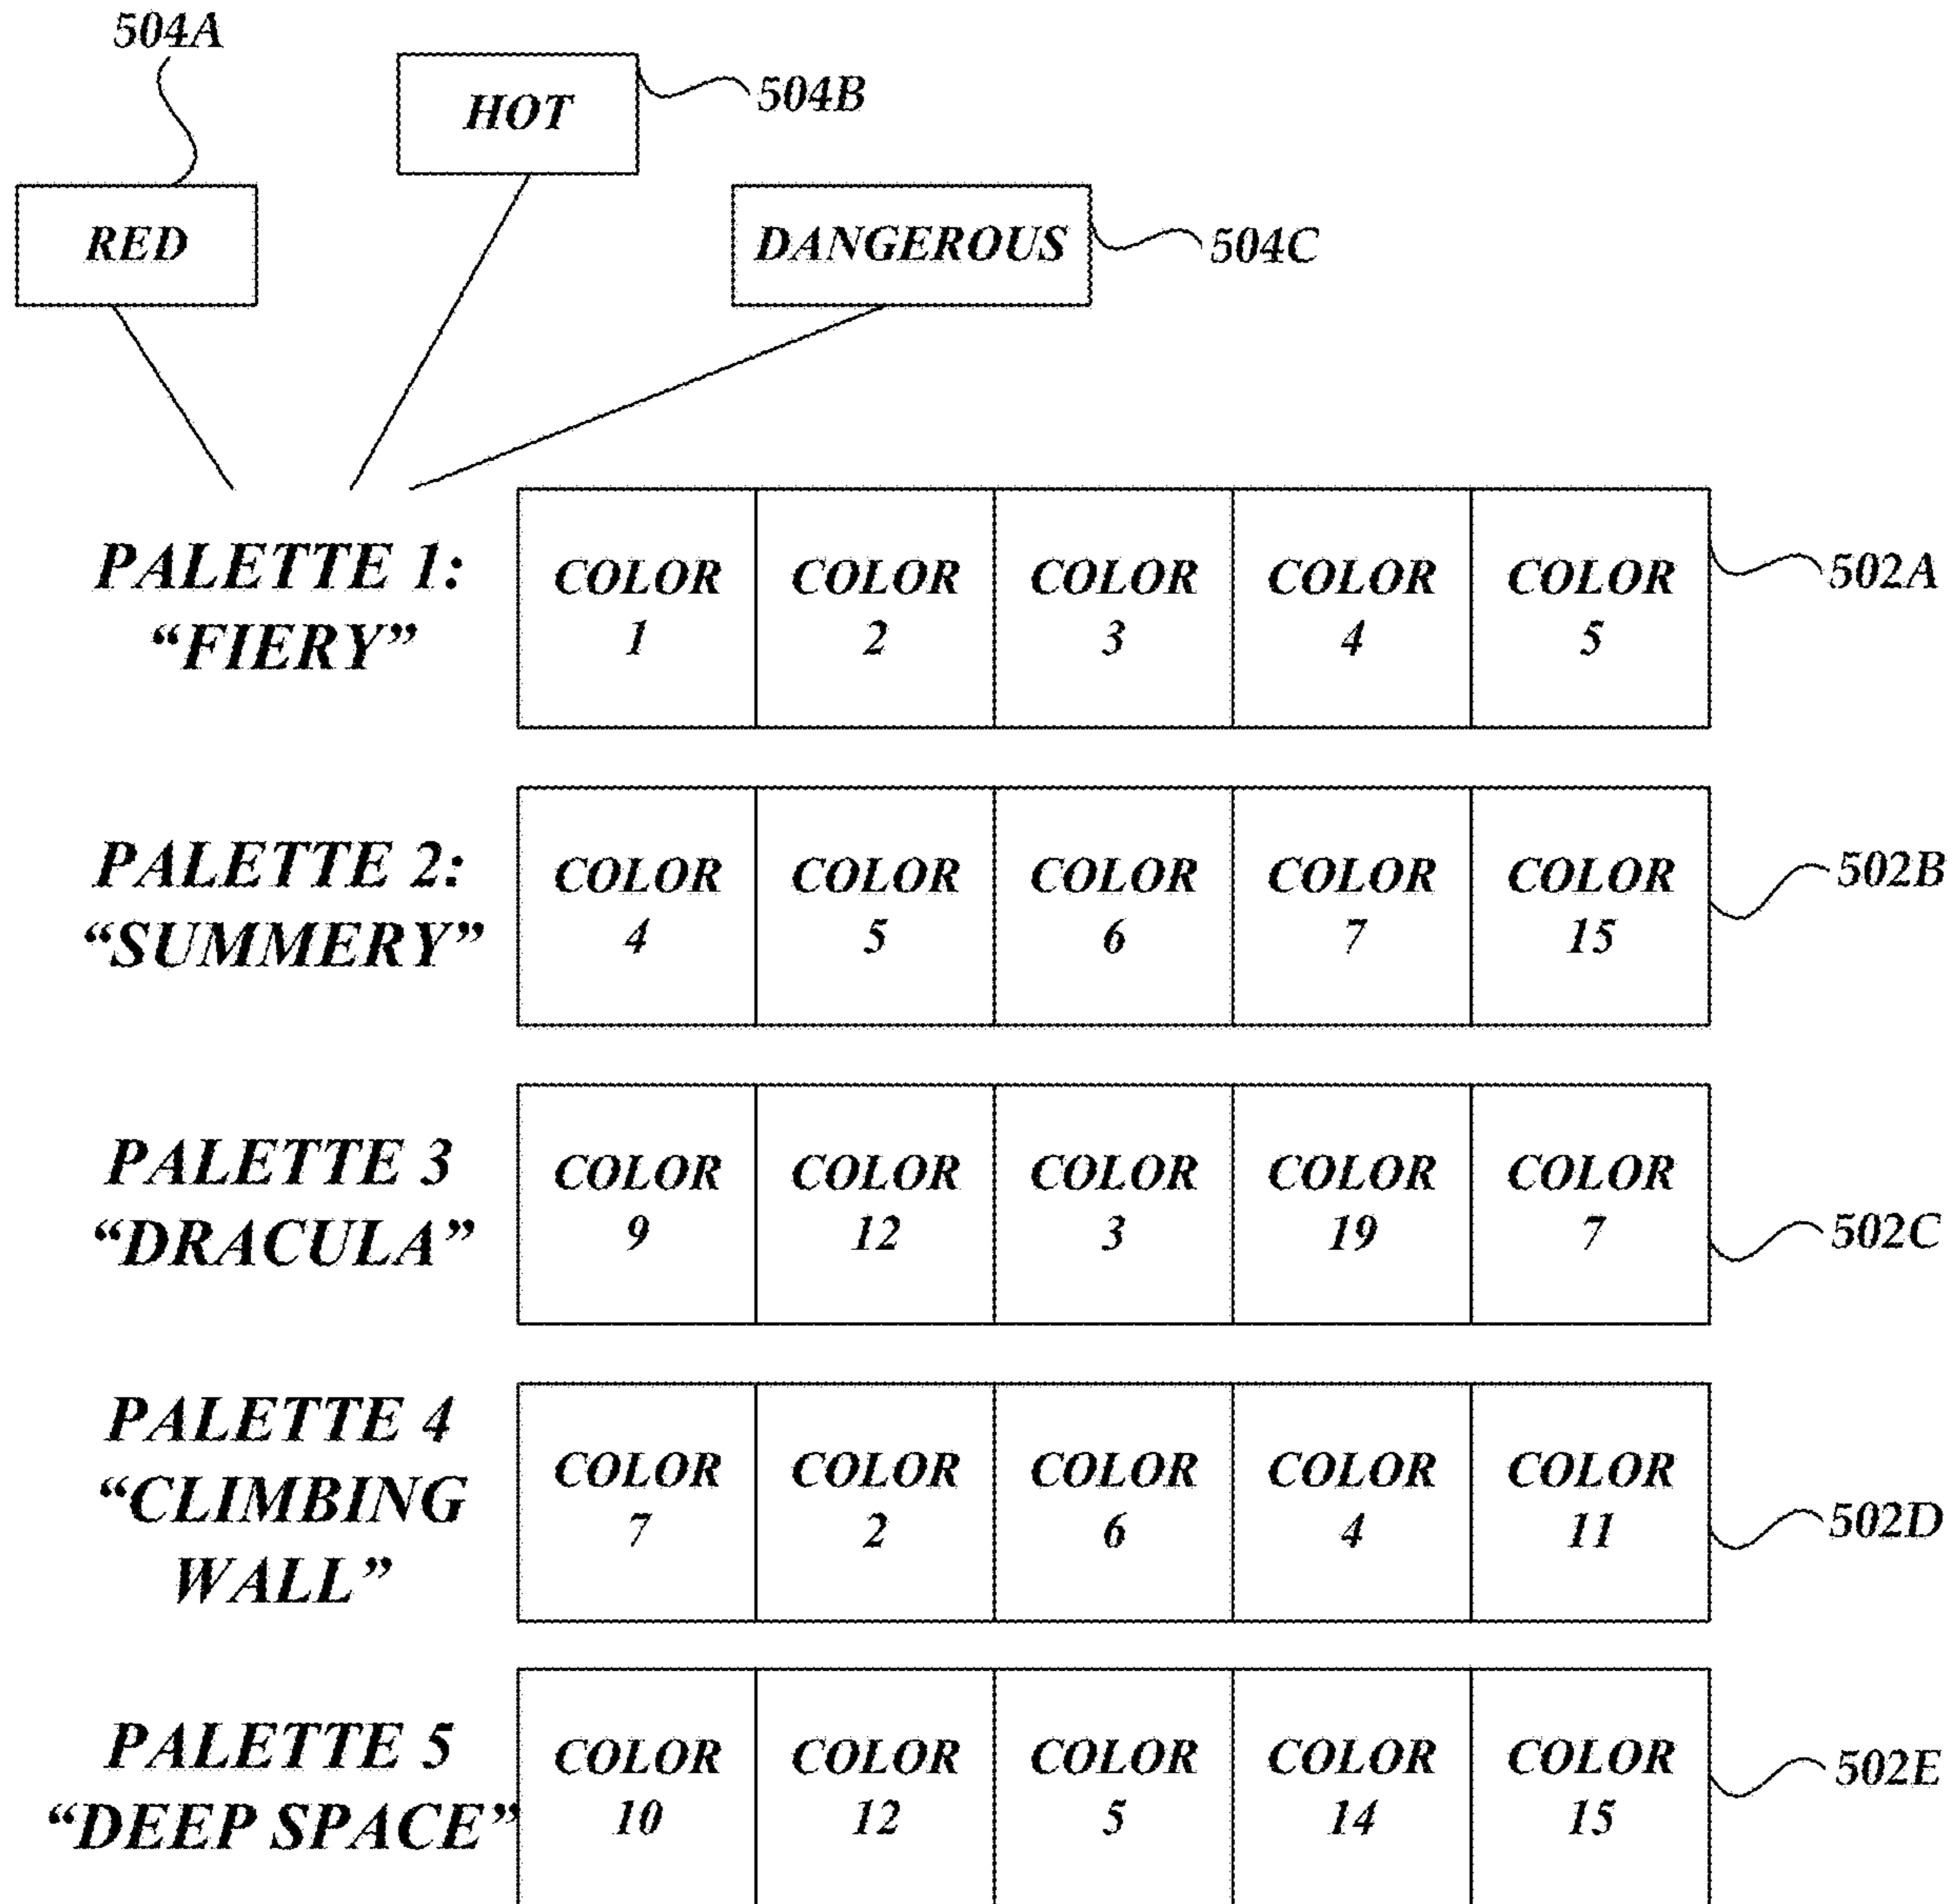 504A
HOT
504B
RED
DANGEROUS
504C
PALETTE 1:
“FIERY”
COLOR
1
COLOR
2
COLOR
3
COLOR
4
COLOR
5
502A
PALETTE 2:
“SUMMERY”
COLOR
4
COLOR
5
COLOR
6
COLOR
7
COLOR
15
502B
PALETTE 3
“DRACULA”
COLOR
9
COLOR
12
COLOR
3
COLOR
19
COLOR
7
502C
PALETTE 4
“CLIMBING
WALL”
COLOR
7
COLOR
2
COLOR
6
COLOR
4
COLOR
11
502D
PALETTE 5
“DEEP SPACE”
COLOR
10
COLOR
12
COLOR
5
COLOR
14
COLOR
15
502E